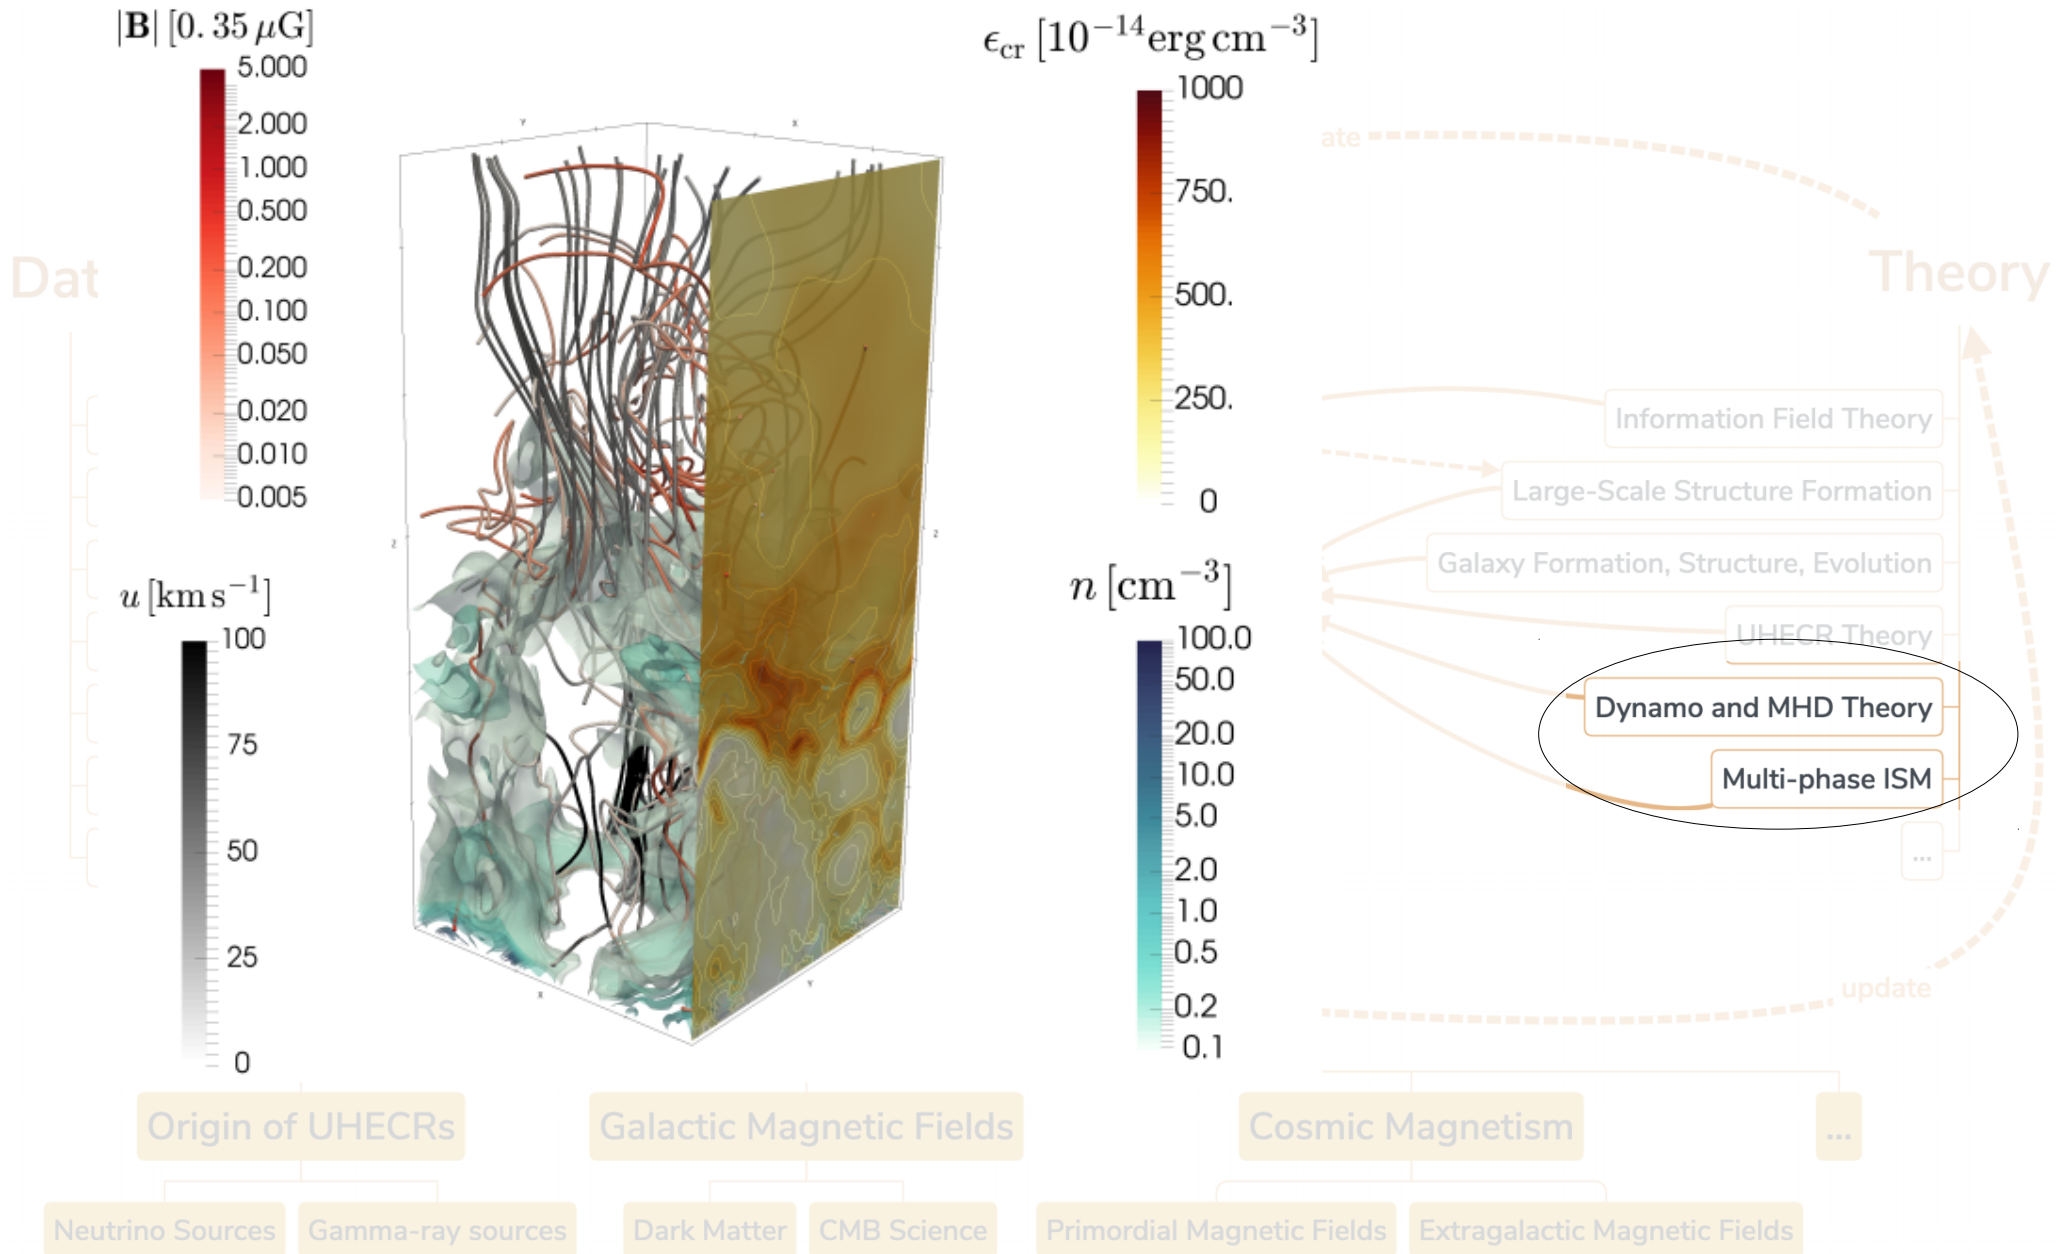 |B| [0.35 μG]
5.000
2.000
1.000
0.500
0.200
0.100
0.050
0.020
0.010
0.005
u [km s⁻¹]
100
75
50
25
0
Y
X
Z
Z
X
Y
ϵcr [10⁻¹⁴ erg cm⁻³]
1000
750.
500.
250.
0
n [cm⁻³]
100.0
50.0
20.0
10.0
5.0
2.0
1.0
0.5
0.2
0.1
Dat
ate
Theory
Information Field Theory
Large-Scale Structure Formation
Galaxy Formation, Structure, Evolution
UHECR Theory
Dynamo and MHD Theory
Multi-phase ISM
...
update
Origin of UHECRs
Galactic Magnetic Fields
Cosmic Magnetism
...
Neutrino Sources
Gamma-ray sources
Dark Matter
CMB Science
Primordial Magnetic Fields
Extragalactic Magnetic Fields